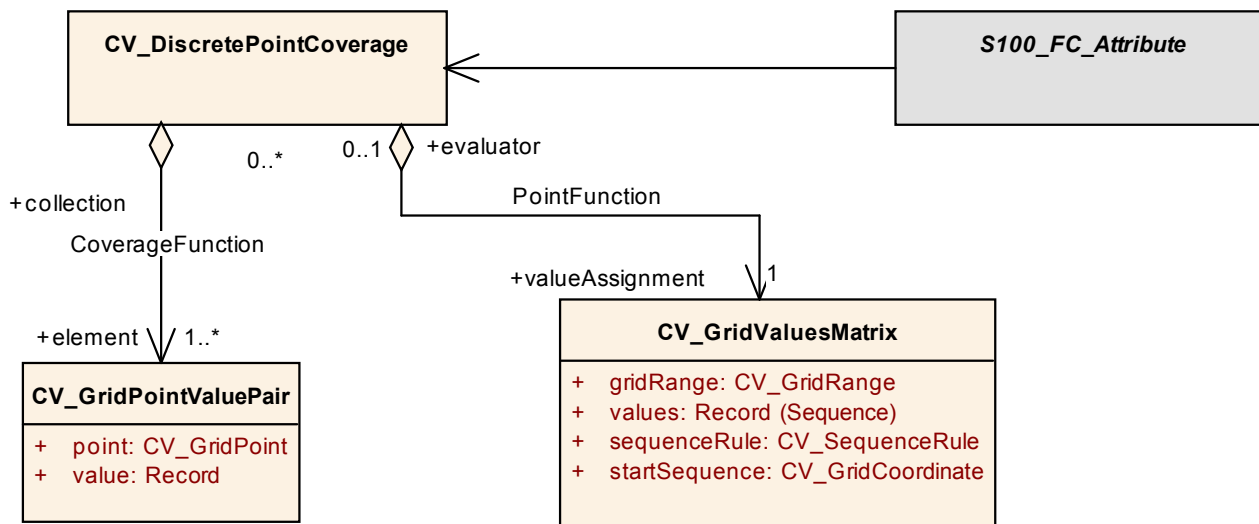 CV_DiscretePointCoverage
S100_FC_Attribute
0..*
0..1
+evaluator
+collection
PointFunction
CoverageFunction
+valueAssignment
1
+element
1..*
CV_GridPointValuePair
+ point: CV_GridPoint
+ value: Record
CV_GridValuesMatrix
+ gridRange: CV_GridRange
+ values: Record (Sequence)
+ sequenceRule: CV_SequenceRule
+ startSequence: CV_GridCoordinate